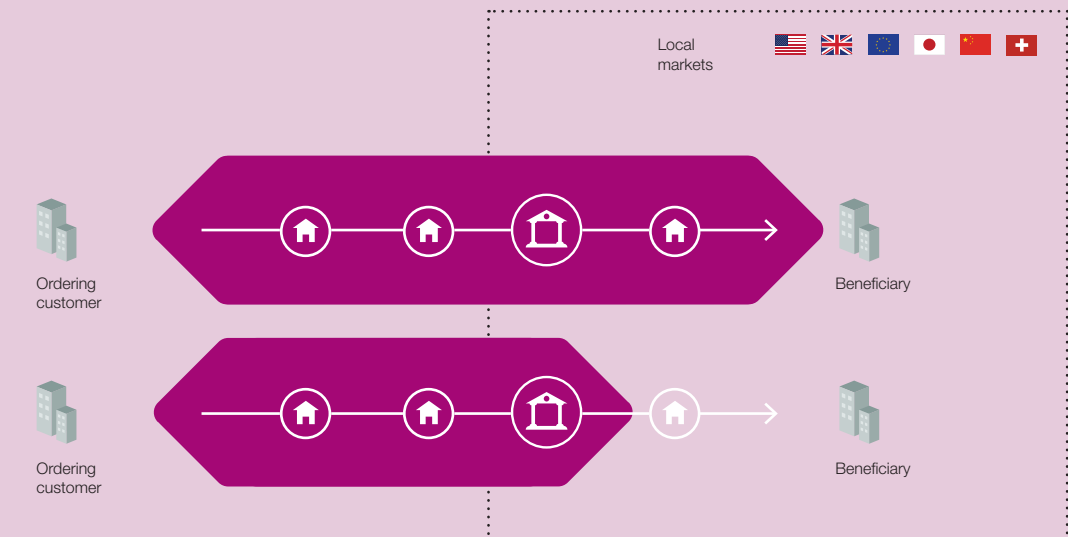 Local
markets
Ordering
customer
Beneficiary
Ordering
customer
Beneficiary